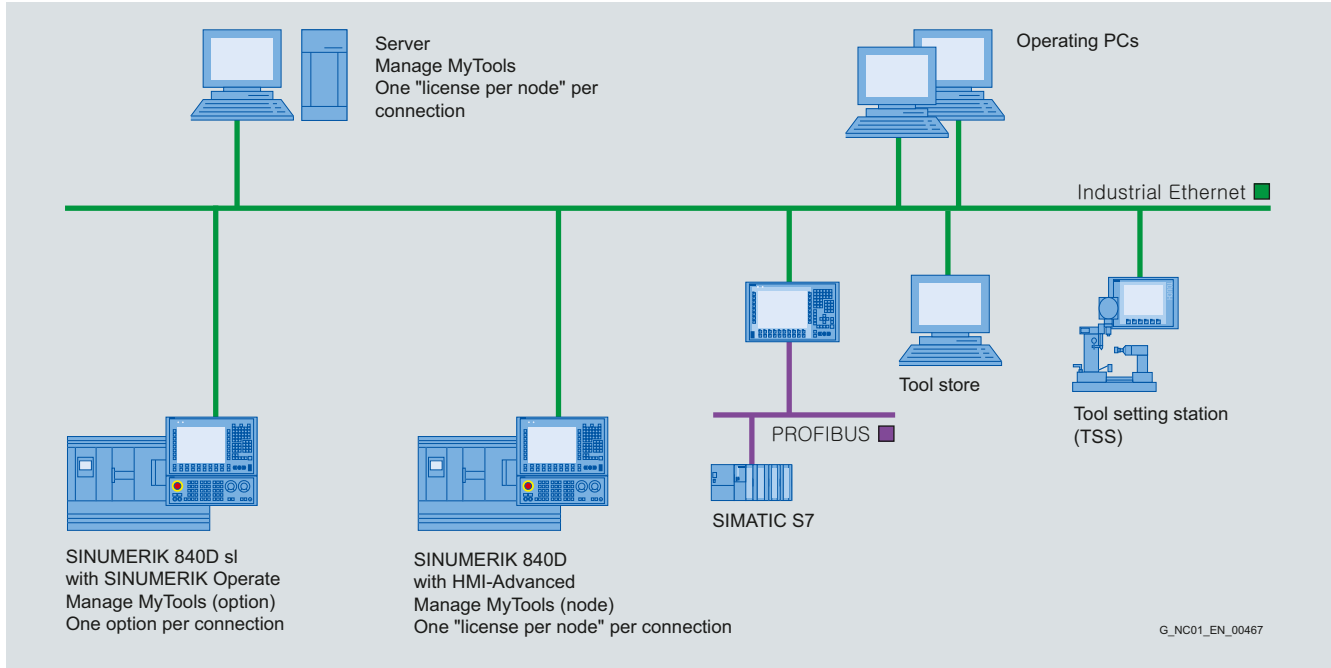 Server
Manage MyTools
One "license per node" per
connection
Operating PCs
Industrial Ethernet
Tool store
Tool setting station
(TSS)
PROFIBUS
SIMATIC S7
SINUMERIK 840D sl
with SINUMERIK Operate
Manage MyTools (option)
One option per connection
SINUMERIK 840D
with HMI-Advanced
Manage MyTools (node)
One "license per node" per connection
G_NC01_EN_00467